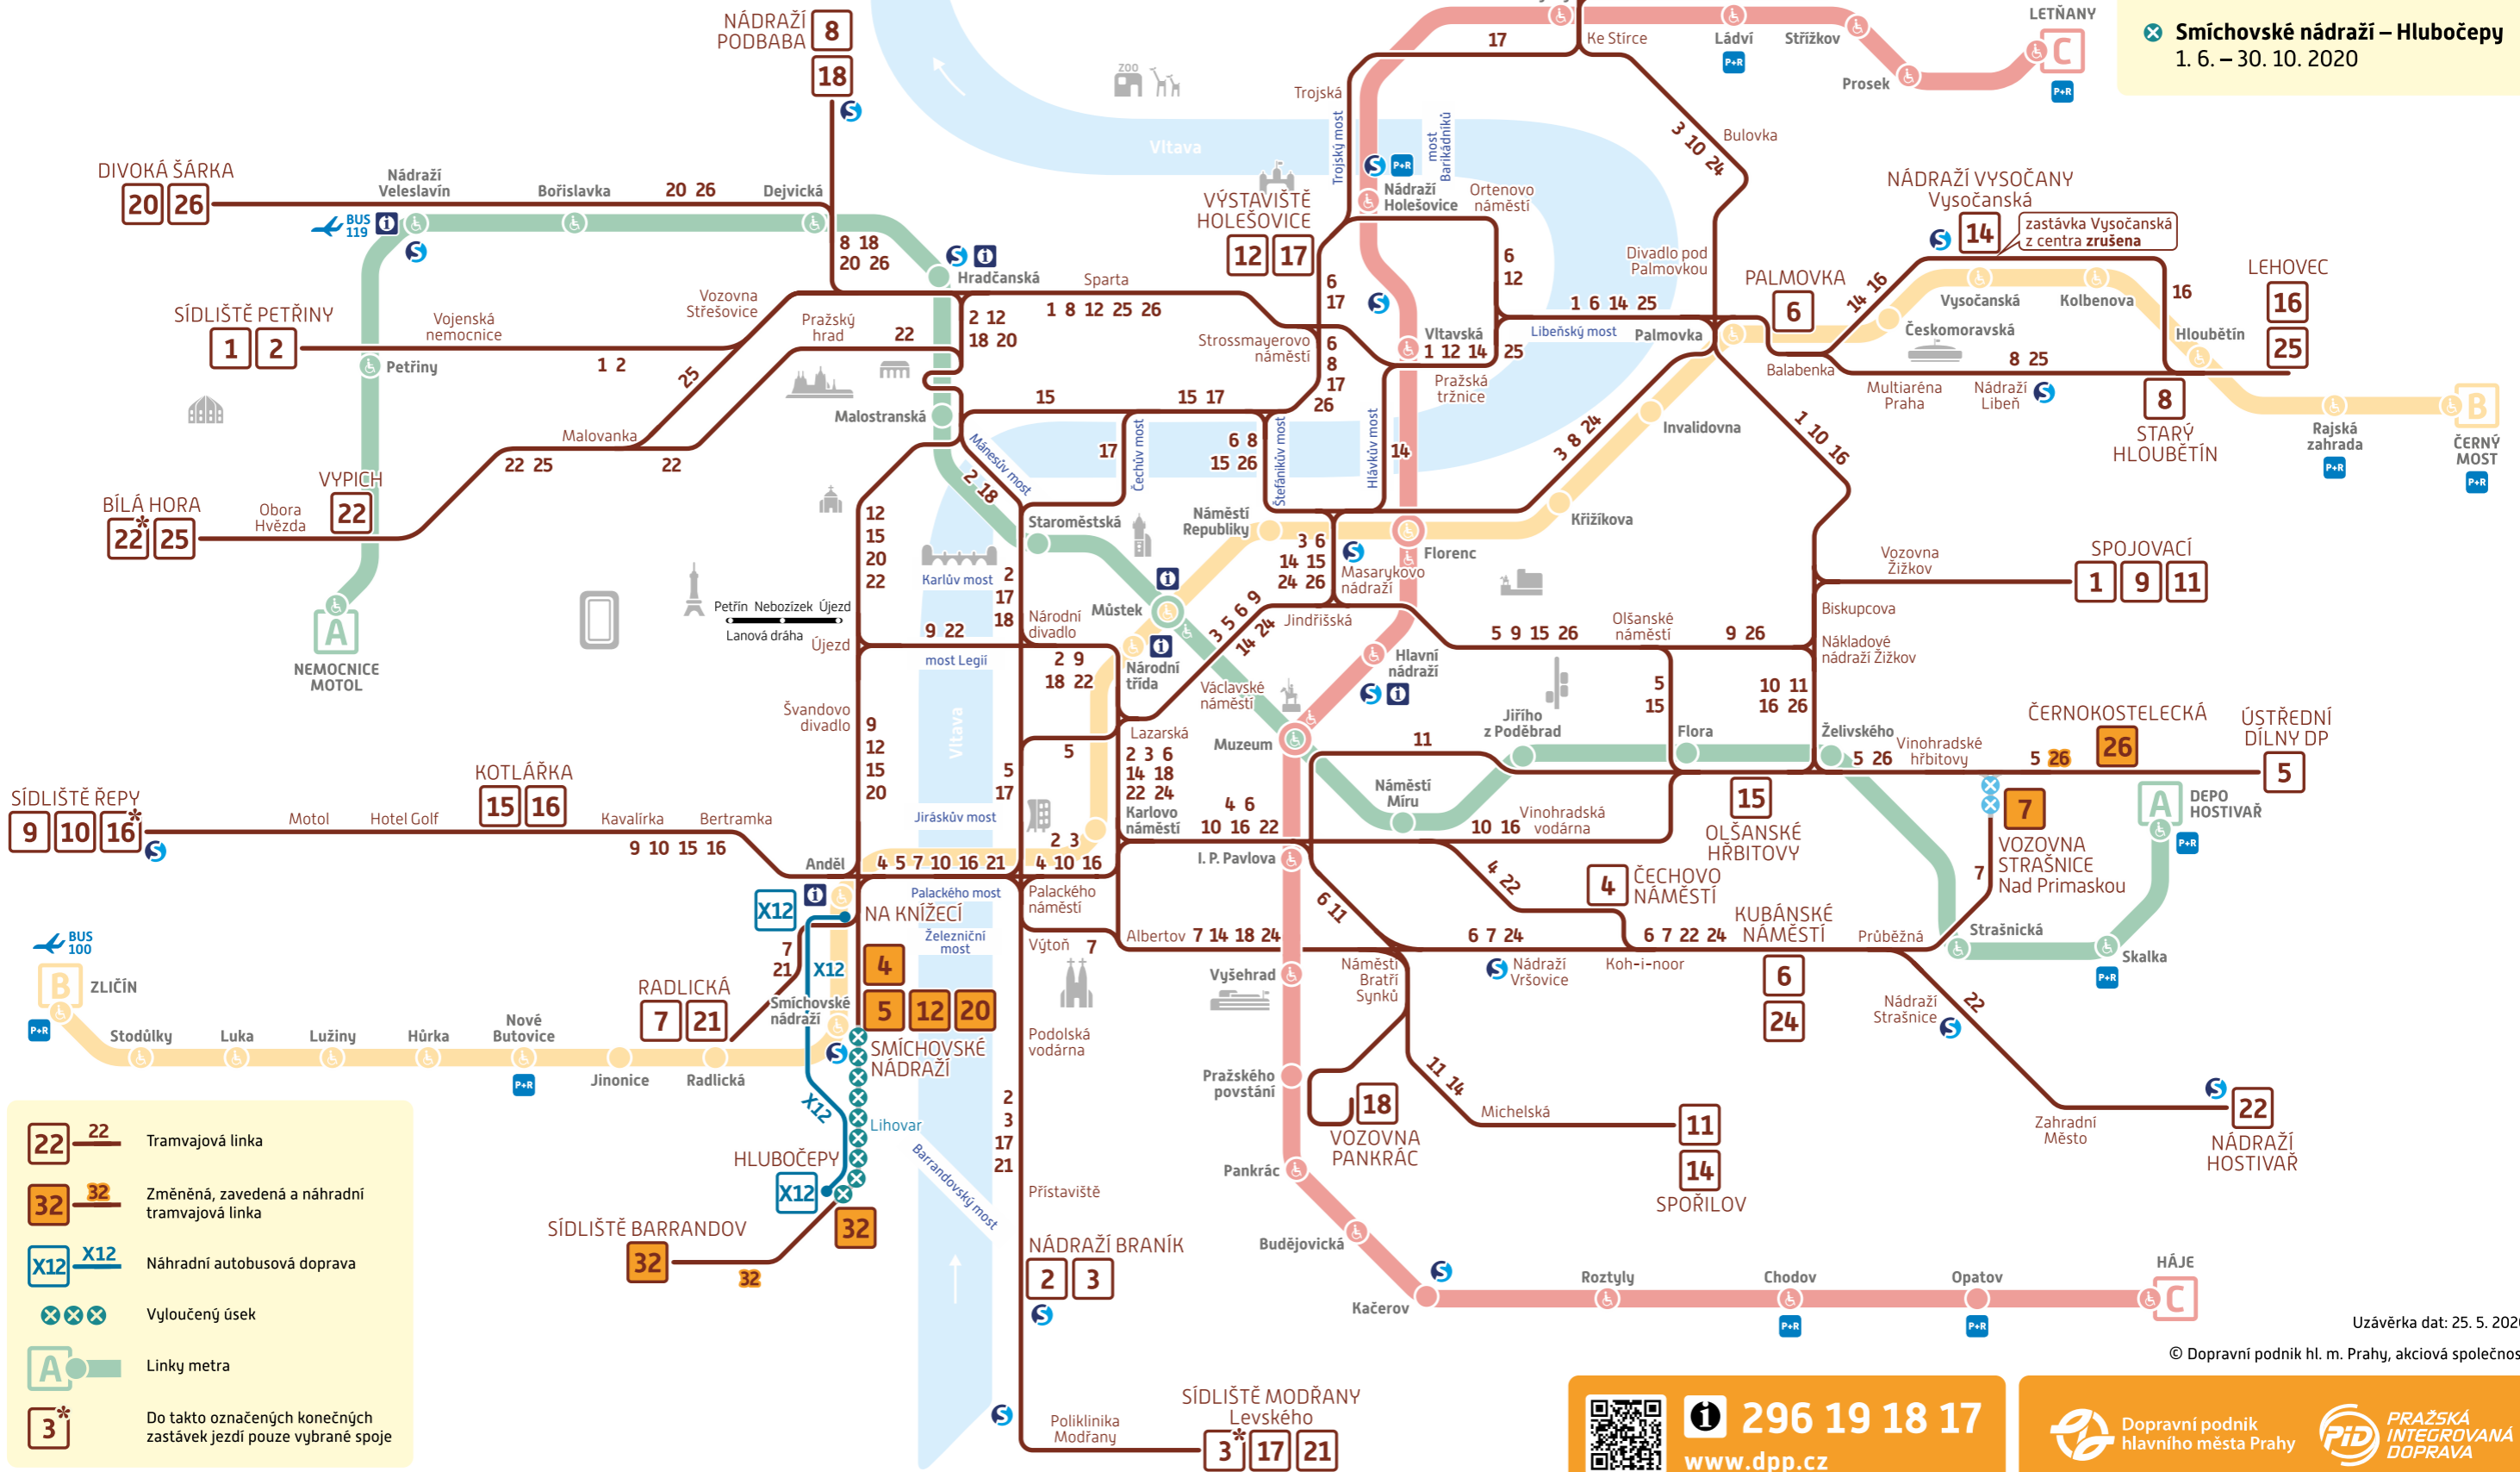 NÁDRAŽÍ
PODBABA
8
18
17
Ke Stírce
Ládví
P+R
Střížkov
Prosek
LETŇANY
C
P+R
Smíchovské nádraží – Hlubočepy
1. 6. – 30. 10. 2020
ZOO
Trojská
Trojský most
most
Barikádníků
Vltava
3 10 24
Bulovka
DIVOKÁ ŠÁRKA
20 26
Nádraží
Veleslavín
BUS
119
Bořislavka
20 26
Dejvická
8 18
20 26
Hradčanská
VÝSTAVIŠTĚ
HOLEŠOVICE
12 17
P+R
Nádraží
Holešovice
Ortenovo
náměstí
6
12
6
17
Divadlo pod
Palmovkou
NÁDRAŽÍ VYSOČANY
Vysočanská
14
zastávka Vysočanská
z centra zrušena
PALMOVKA
6
14 16
Vysočanská
Kolbenova
16
LEHOVEC
16
25
Českomoravská
Hloubětín
8 25
Balabenka
Multiaréna
Praha
Nádraží
Libeň
8
STARÝ
HLOUBĚTÍN
Rajská
zahrada
P+R
B
ČERNÝ
MOST
P+R
SÍDLIŠTĚ PETŘINY
1 2
Vojenská
nemocnice
1 2
Petřiny
Vozovna
Střešovice
Pražský
hrad
22
25
2 12
18 20
Sparta
1 8 12 25 26
Strossmayerovo
náměstí
6
8
17
26
Vltavská
1 12 14
25
Pražská
tržnice
1 6 14 25
Libeňský most
Palmovka
Malostranská
15
15 17
17
Čechův most
6 8
15 26
Štefánikův most
Hlávkův most
14
3 8 24
Invalidovna
1 10 16
Křižíkova
Malovanka
22 25
22
VYPICH
22
BÍLÁ HORA
22* 25
Obora
Hvězda
A
NEMOCNICE
MOTOL
Mánesův most
2 18
12
15
20
22
Staroměstská
Karlův most
2
17
18
Náměstí
Republiky
3 6
14 15
24 26
Masarykovo
nádraží
Florenc
Vozovna
Žižkov
SPOJOVACÍ
1 9 11
Biskupcova
Petřín Nebozízek Újezd
Lanová dráha
Újezd
9 22
most Legií
Národní
divadlo
2 9
18 22
Můstek
Národní
třída
3 5 6 9
14 24
Jindřišská
Václavské
náměstí
Hlavní
nádraží
5 9 15 26
Olšanské
náměstí
9 26
Nákladové
nádraží Žižkov
5
15
10 11
16 26
Švandovo
divadlo
9
12
15
20
Vltava
5
17
5
Lazarská
2 3 6
14 18
22 24
Karlovo
náměstí
Muzeum
11
Jiřího
z Poděbrad
Flora
Želivského
5 26
Vinohradské
hřbitovy
ČERNOKOSTELECKÁ
26
5 26
ÚSTŘEDNÍ
DÍLNY DP
5
SÍDLIŠTĚ ŘEPY
9 10 16*
Motol
Hotel Golf
KOTLÁŘKA
15 16
Kavalírka
9 10 15 16
Bertramka
Anděl
Jiráskův most
4 5 7 10 16 21
Palackého most
2 3
4 10 16
Palackého
náměstí
4 6
10 16 22
Náměstí
Míru
10 16
Vinohradská
vodárna
15
OLŠANSKÉ
HŘBITOVY
7
VOZOVNA
STRAŠNICE
Nad Primaskou
7
A
DEPO
HOSTIVAŘ
P+R
I. P. Pavlova
4 22
4
ČECHOVO
NÁMĚSTÍ
6 11
X12
NA KNÍŽECÍ
Železniční
most
7
21
X12
4
5 12 20
Smíchovské
nádraží
SMÍCHOVSKÉ
NÁDRAŽÍ
Výtoň
7
Albertov
7 14 18 24
Náměstí
Bratří
Synků
6 7 24
Nádraží
Vršovice
6 7 22 24
Koh-i-noor
KUBÁNSKÉ
NÁMĚSTÍ
6
24
Průběžná
Strašnická
Skalka
P+R
Nádraží
Strašnice
22
Zahradní
Město
22
NÁDRAŽÍ
HOSTIVAŘ
BUS
100
B
ZLIČÍN
P+R
Stodůlky
Luka
Lužiny
Hůrka
Nové
Butovice
P+R
Jinonice
Radlická
RADLICKÁ
7 21
Vyšehrad
Podolská
vodárna
Pražského
povstání
18
VOZOVNA
PANKRÁC
11 14
Michelská
11
14
SPOŘILOV
X12
Lihovar
HLUBOČEPY
X12
Barrandovský most
2
3
17
21
Přístaviště
Pankrác
SÍDLIŠTĚ BARRANDOV
32
32
32
NÁDRAŽÍ BRANÍK
2 3
Budějovická
Kačerov
Roztyly
Chodov
P+R
Opatov
P+R
HÁJE
C
Poliklinika
Modřany
SÍDLIŠTĚ MODŘANY
Levského
3* 17 21
22 22 Tramvajová linka
32 32 Změněná, zavedená a náhradní
tramvajová linka
X12 X12 Náhradní autobusová doprava
Vyloučený úsek
A Linky metra
3* Do takto označených konečných
zastávek jezdí pouze vybrané spoje
Uzávěrka dat: 25. 5. 2020
© Dopravní podnik hl. m. Prahy, akciová společnos
296 19 18 17
www.dpp.cz
Dopravní podnik
hlavního města Prahy
PID
PRAŽSKÁ
INTEGROVANÁ
DOPRAVA